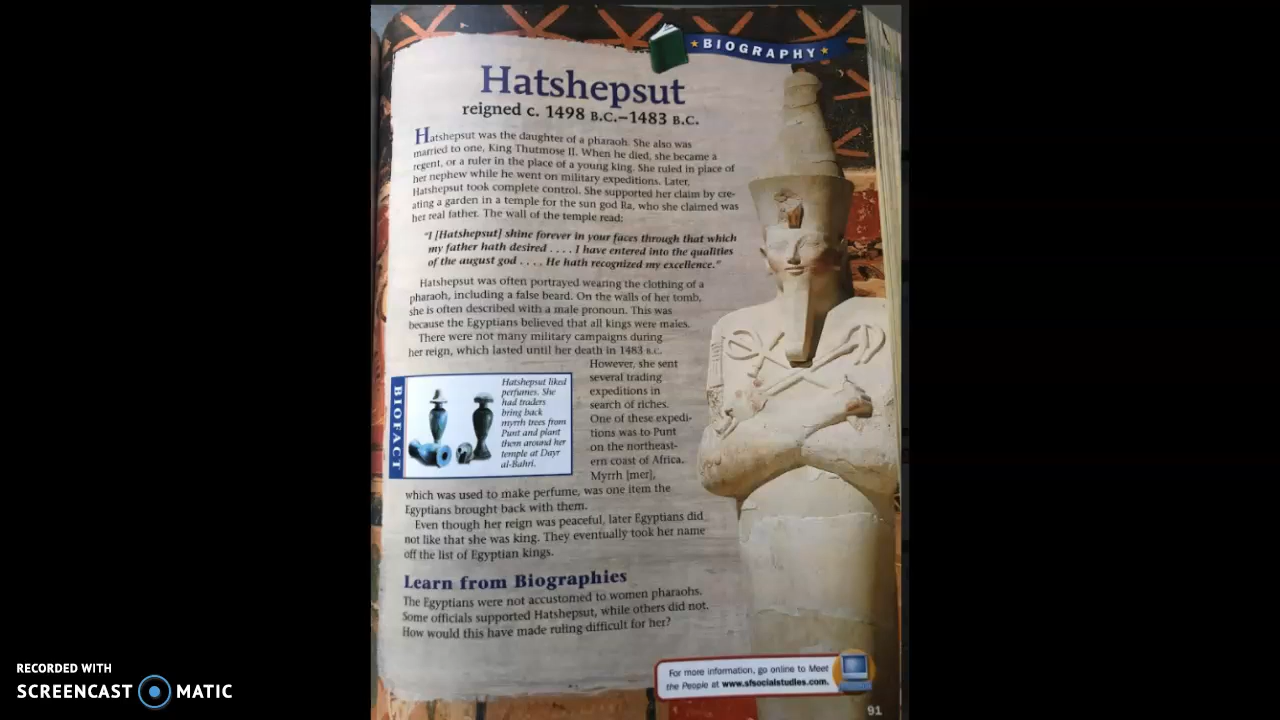 BIOGRAPHY
Hatshepsut
reigned c. 1498 B.C.–1483 B.C.
Hatshepsut was the daughter of a pharaoh. She also was
married to one, King Thutmose II. When he died, she became a
regent, or a ruler in the place of a young king. She ruled in place of
her nephew while he went on military expeditions. Later,
Hatshepsut took complete control. She supported her claim by cre-
ating a garden in a temple for the sun god Ra, who she claimed was
her real father. The wall of the temple read:
"I [Hatshepsut] shine forever in your faces through that which
my father hath desired . . . . I have entered into the qualities
of the august god . . . . He hath recognized my excellence."
Hatshepsut was often portrayed wearing the clothing of a
pharaoh, including a false beard. On the walls of her tomb,
she is often described with a male pronoun. This was
because the Egyptians believed that all kings were males.
There were not many military campaigns during
her reign, which lasted until her death in 1483 B.C.
However, she sent
several trading
expeditions in
search of riches.
One of these expedi-
tions was to Punt
on the northeast-
ern coast of Africa.
Myrrh [mer],
which was used to make perfume, was one item the
Egyptians brought back with them.
Even though her reign was peaceful, later Egyptians did
not like that she was king. They eventually took her name
off the list of Egyptian kings.
BIOFACT
Hatshepsut liked
perfumes. She
had traders
bring back
myrrh trees from
Punt and plant
them around her
temple at Dayr
al-Bahri.
Learn from Biographies
The Egyptians were not accustomed to women pharaohs.
Some officials supported Hatshepsut, while others did not.
How would this have made ruling difficult for her?
For more information, go online to Meet
the People at www.sfsocialstudies.com.
91
RECORDED WITH
SCREENCAST MATIC